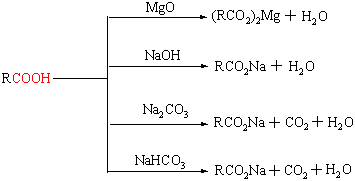 MgO
(RCO₂)₂Mg + H₂O
NaOH
RCO₂Na + H₂O
RCOOH
Na₂CO₃
RCO₂Na + CO₂ + H₂O
NaHCO₃
RCO₂Na + CO₂ + H₂O